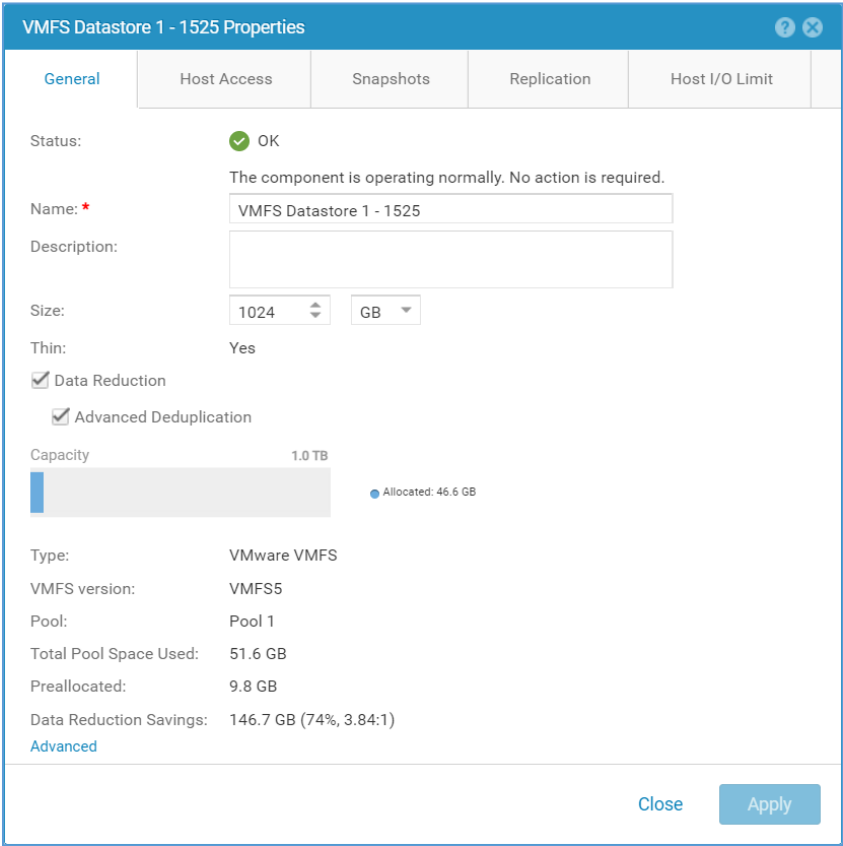 VMFS Datastore 1 - 1525 Properties
General Host Access Snapshots Replication Host I/O Limit
Status: OK
The component is operating normally. No action is required.
Name: * VMFS Datastore 1 - 1525
Description:
Size: 1024 GB
Thin: Yes
Data Reduction
Advanced Deduplication
Capacity 1.0 TB
Allocated: 46.6 GB
Type: VMware VMFS
VMFS version: VMFS5
Pool: Pool 1
Total Pool Space Used: 51.6 GB
Preallocated: 9.8 GB
Data Reduction Savings: 146.7 GB (74%, 3.84:1)
Advanced
Close Apply